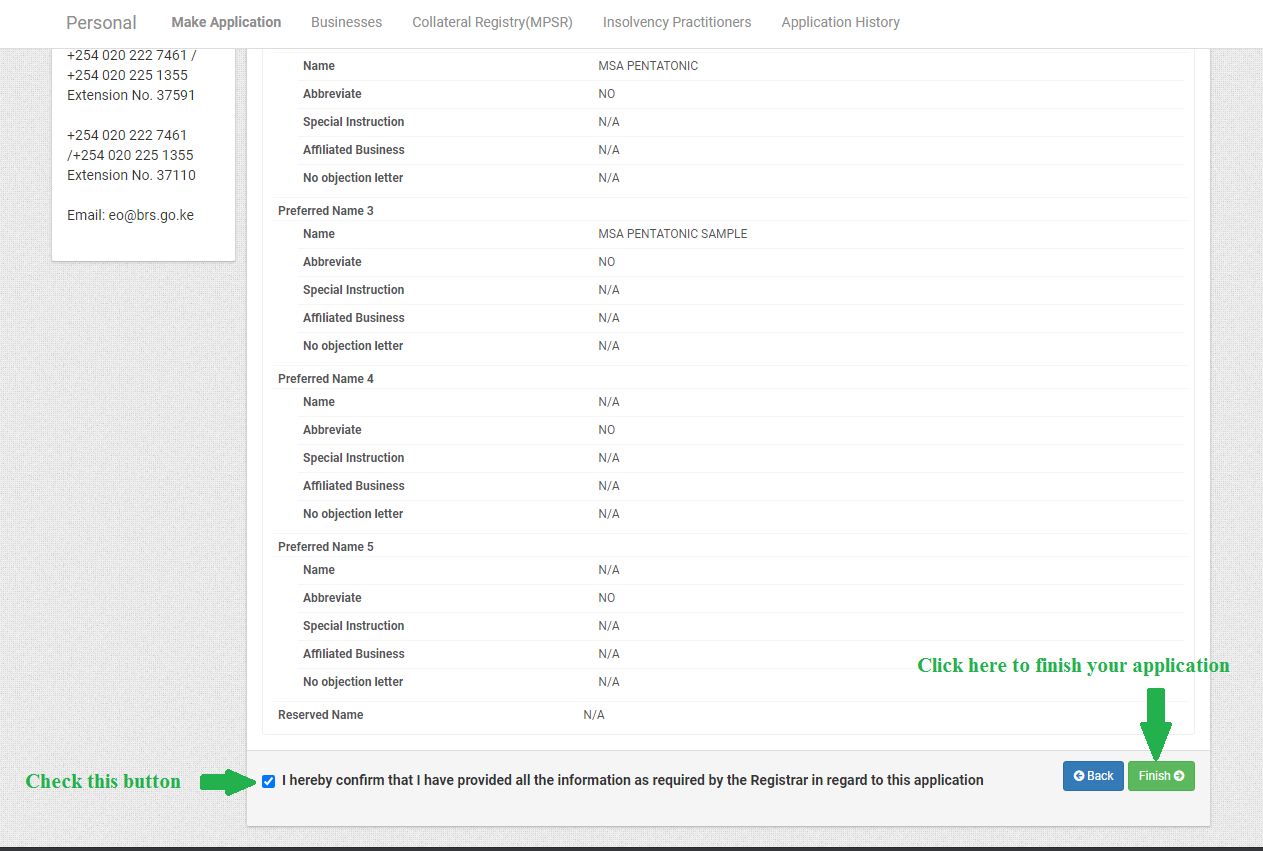 Personal Make Application Businesses Collateral Registry(MPSR) Insolvency Practitioners Application History
+254 020 222 7461 /
+254 020 225 1355
Extension No. 37591
+254 020 222 7461
/+254 020 225 1355
Extension No. 37110
Email: eo@brs.go.ke
Name MSA PENTATONIC
Abbreviate NO
Special Instruction N/A
Affiliated Business N/A
No objection letter N/A
Preferred Name 3
Name MSA PENTATONIC SAMPLE
Abbreviate NO
Special Instruction N/A
Affiliated Business N/A
No objection letter N/A
Preferred Name 4
Name N/A
Abbreviate NO
Special Instruction N/A
Affiliated Business N/A
No objection letter N/A
Preferred Name 5
Name N/A
Abbreviate NO
Special Instruction N/A
Affiliated Business N/A
No objection letter N/A
Reserved Name N/A
Click here to finish your application
Check this button
I hereby confirm that I have provided all the information as required by the Registrar in regard to this application
Back Finish